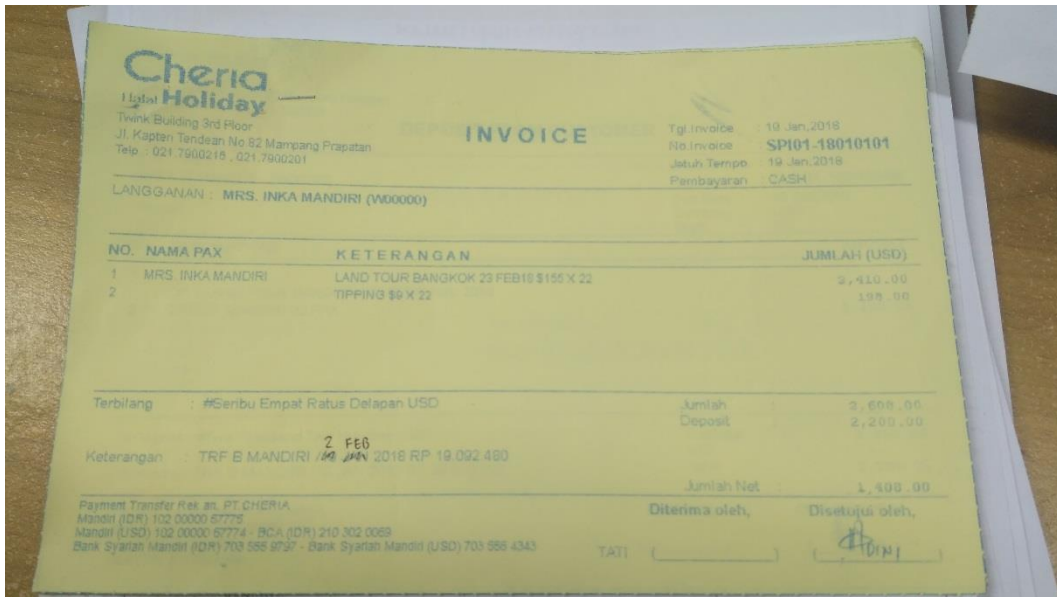 Cheria
Halal Holiday
Twink Building 3rd Floor
Jl. Kapten Tendean No 82 Mampang Prapatan
Telp. : 021.7900216 , 021.7900201
INVOICE
Tgl.Invoice : 19 Jan,2018
No.Invoice : SPI01-18010101
Jatuh Tempo : 19 Jan,2018
Pembayaran : CASH
LANGGANAN : MRS. INKA MANDIRI (W00000)
NO. NAMA PAX KETERANGAN JUMLAH (USD)
1 MRS. INKA MANDIRI LAND TOUR BANGKOK 23 FEB18 $155 X 22 3,410.00
2 TIPPING $9 X 22 198.00
Terbilang : #Seribu Empat Ratus Delapan USD
Jumlah : 3,608.00
Deposit : 2,200.00
2 FEB
Keterangan : TRF B MANDIRI / 2018 RP 19.092.480
Jumlah Net : 1,408.00
Payment Transfer Rek an. PT.CHERIA
Mandiri (IDR) 102 00000 67775
Mandiri (USD) 102 00000 67774 - BCA (IDR) 210 302 0069
Bank Syariah Mandiri (IDR) 703 566 9797 - Bank Syariah Mandiri (USD) 703 566 4343
TATI
Diterima oleh,
Disetujui oleh,
DINI